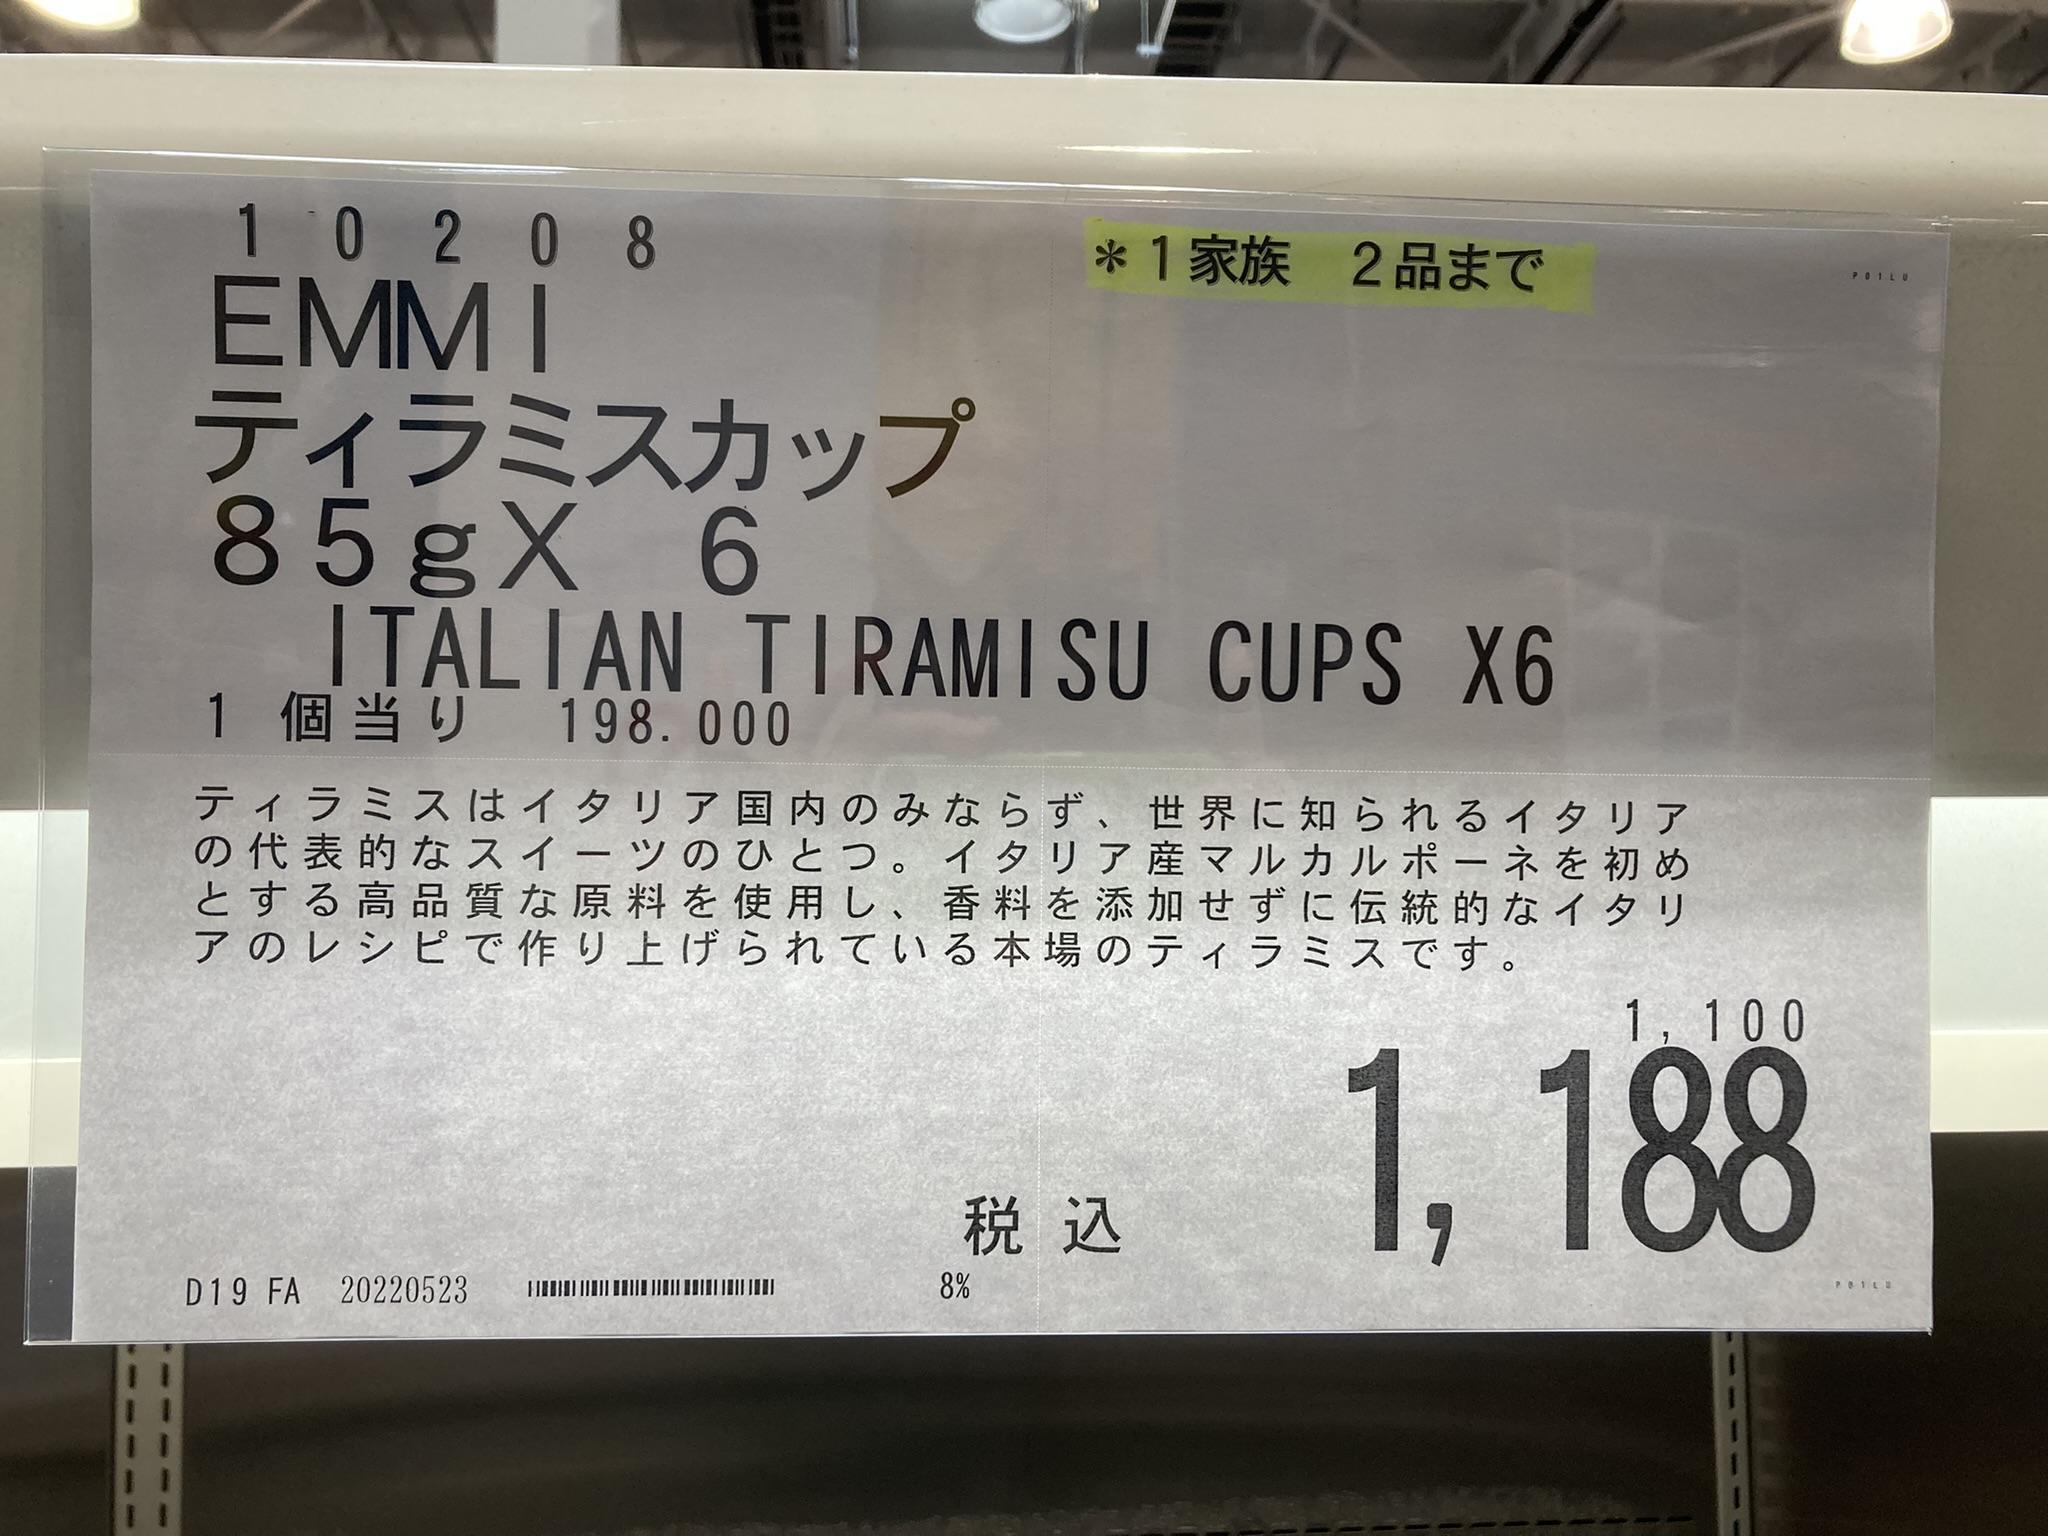 10208
*1家族 2品まで
P01LU
EMMI
ティラミスカップ
85gX 6
ITALIAN TIRAMISU CUPS X6
1 個当り 198.000
ティラミスはイタリア国内のみならず、世界に知られるイタリア
の代表的なスイーツのひとつ。イタリア産マルカルポーネを初め
とする高品質な原料を使用し、香料を添加せずに伝統的なイタリ
アのレシピで作り上げられている本場のティラミスです。
1,100
1,188
税込
D19 FA 20220523 8%
P01LU